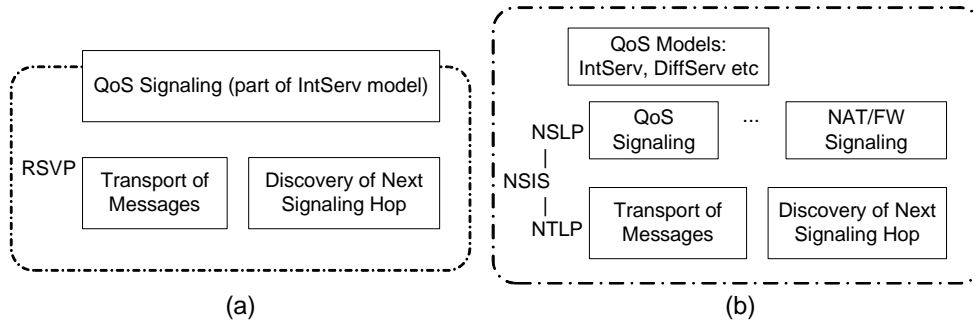 QoS Signaling (part of IntServ model)
RSVP
Transport of
Messages
Discovery of Next
Signaling Hop
(a)
QoS Models:
IntServ, DiffServ etc
NSLP
QoS
Signaling
...
NAT/FW
Signaling
NSIS
NTLP
Transport of
Messages
Discovery of Next
Signaling Hop
(b)